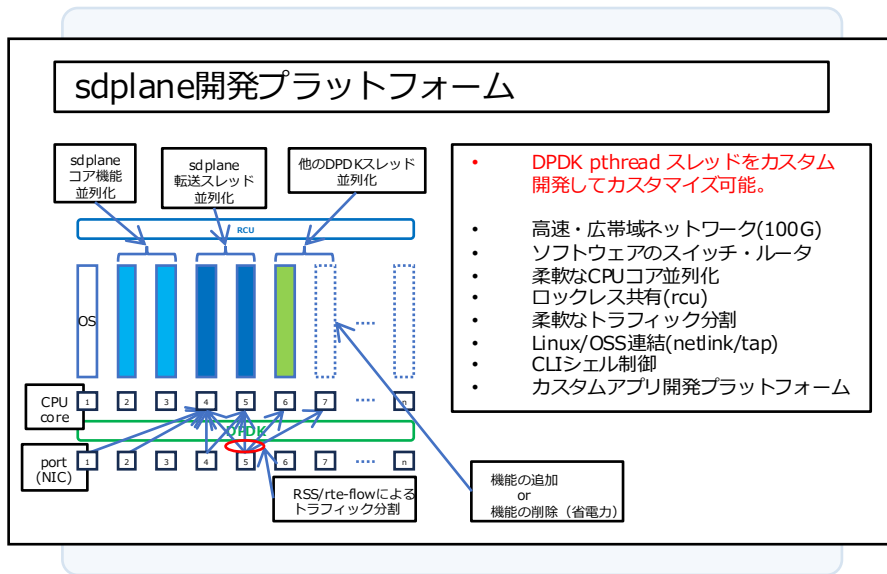 sdplane開発プラットフォーム
sdplane
コア機能
並列化
sdplane
転送スレッド
並列化
他のDPDKスレッド
並列化
RCU
OS
....
CPU
core
1 2 3 4 5 6 7 .... n
DPDK
port
(NIC)
1 2 3 4 5 6 7 .... n
RSS/rte-flowによる
トラフィック分割
• DPDK pthread スレッドをカスタム
開発してカスタマイズ可能。
• 高速・広帯域ネットワーク(100G)
• ソフトウェアのスイッチ・ルータ
• 柔軟なCPUコア並列化
• ロックレス共有(rcu)
• 柔軟なトラフィック分割
• Linux/OSS連結(netlink/tap)
• CLIシェル制御
• カスタムアプリ開発プラットフォーム
機能の追加
or
機能の削除（省電力）